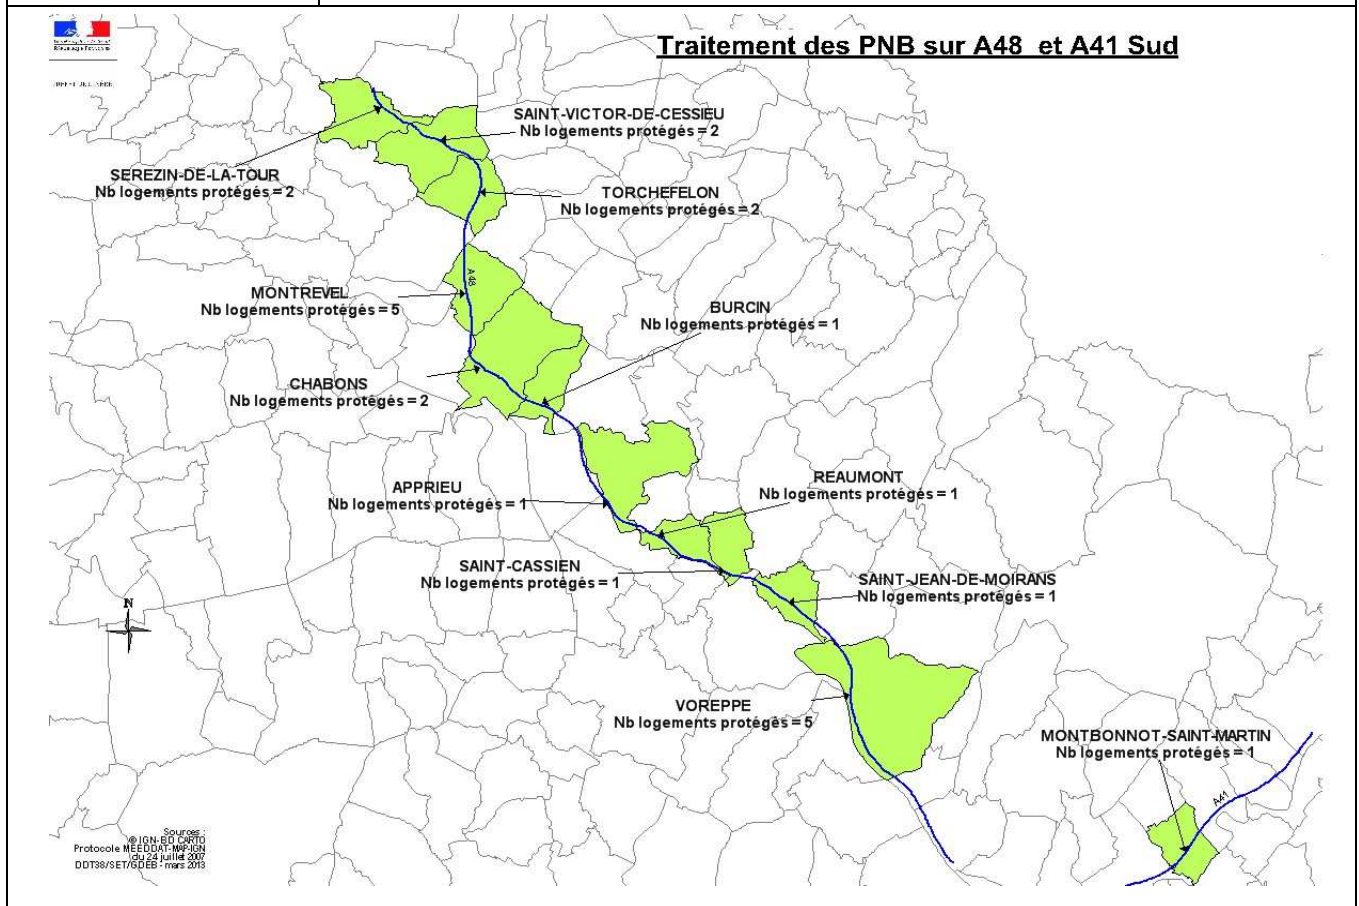 Traitement des PNB sur A48 et A41 Sud
SAINT-VICTOR-DE-CESSIEU
Nb logements protégés = 2
SEREZIN-DE-LA-TOUR
Nb logements protégés = 2
TORCHEFELON
Nb logements protégés = 2
A48
MONTREVEL
Nb logements protégés = 5
BURCIN
Nb logements protégés = 1
CHABONS
Nb logements protégés = 2
REAUMONT
Nb logements protégés = 1
APPRIEU
Nb logements protégés = 1
SAINT-CASSIEN
Nb logements protégés = 1
SAINT-JEAN-DE-MOIRANS
Nb logements protégés = 1
N
VOREPPE
Nb logements protégés = 5
MONTBONNOT-SAINT-MARTIN
Nb logements protégés = 1
A41
Sources :
© IGN-BD CARTO
Protocole MEEDDAT-MAP-IGN
du 24 juillet 2007
DDT38/SET/GDEB - mars 2013